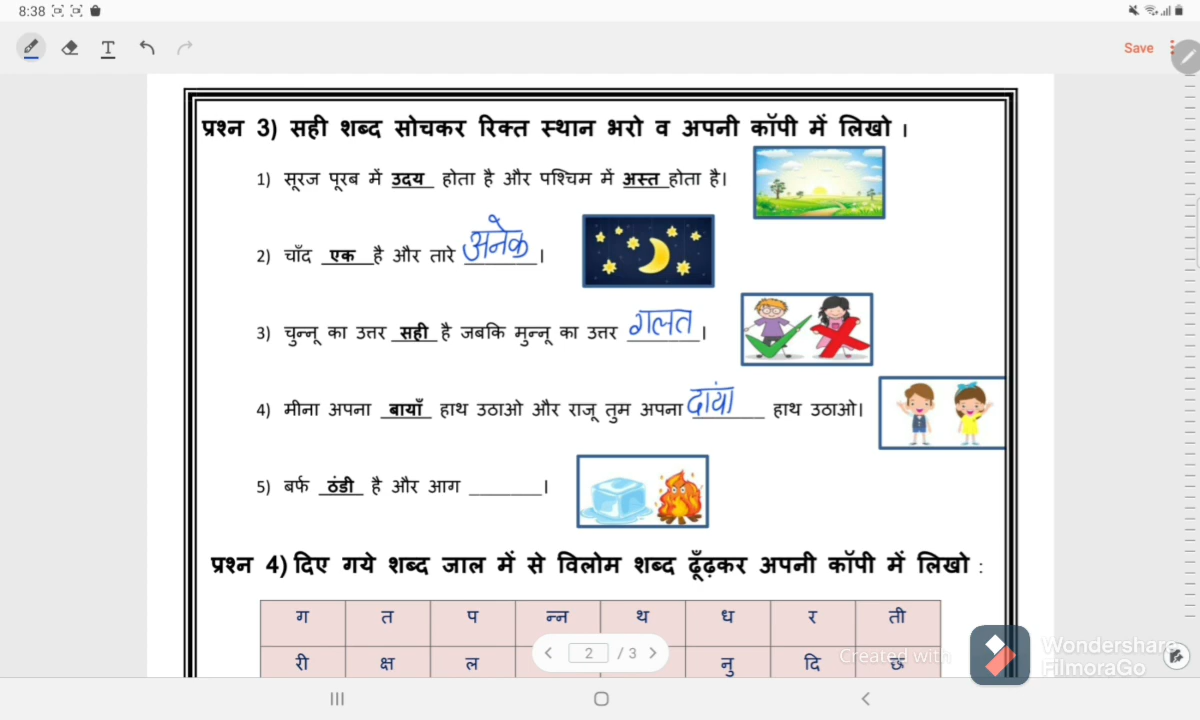 8:38
T
Save
प्रश्न 3) सही शब्द सोचकर रिक्त स्थान भरो व अपनी कॉपी में लिखो ।
1) सूरज पूरब में उदय होता है और पश्चिम में अस्त होता है।
2) चाँद एक है और तारे अनेक ।
3) चुन्नू का उत्तर सही है जबकि मुन्नू का उत्तर गलत ।
4) मीना अपना बायाँ हाथ उठाओ और राजू तुम अपना दायां हाथ उठाओ।
5) बर्फ ठंडी है और आग ________।
प्रश्न 4) दिए गये शब्द जाल में से विलोम शब्द ढूँढ़कर अपनी कॉपी में लिखो :
ग त प न्न थ ध र ती
री क्ष ल नु दि छ
2 / 3
Created with
Wondershare
FilmoraGo